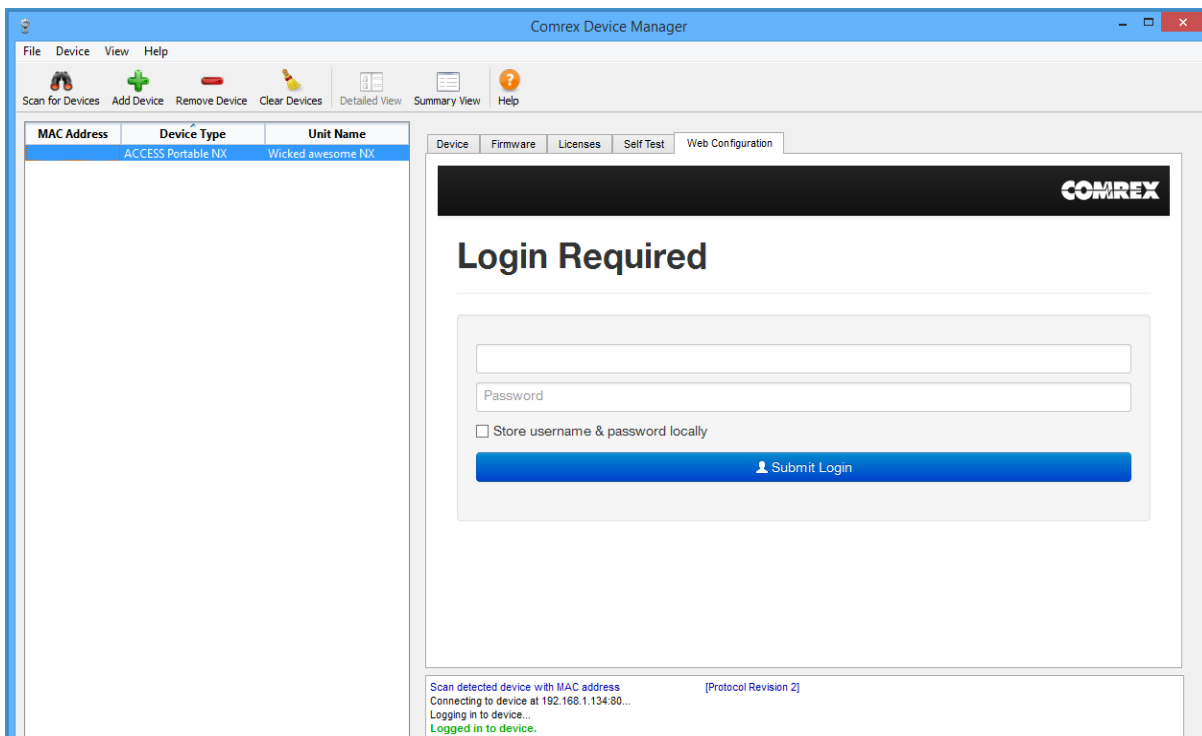 Comrex Device Manager
File Device View Help
Scan for Devices Add Device Remove Device Clear Devices Detailed View Summary View Help
MAC Address Device Type Unit Name
ACCESS Portable NX Wicked awesome NX
Device Firmware Licenses Self Test Web Configuration
COMREX
Login Required
Password
Store username & password locally
Submit Login
Scan detected device with MAC address [Protocol Revision 2]
Connecting to device at 192.168.1.134:80...
Logging in to device...
Logged in to device.